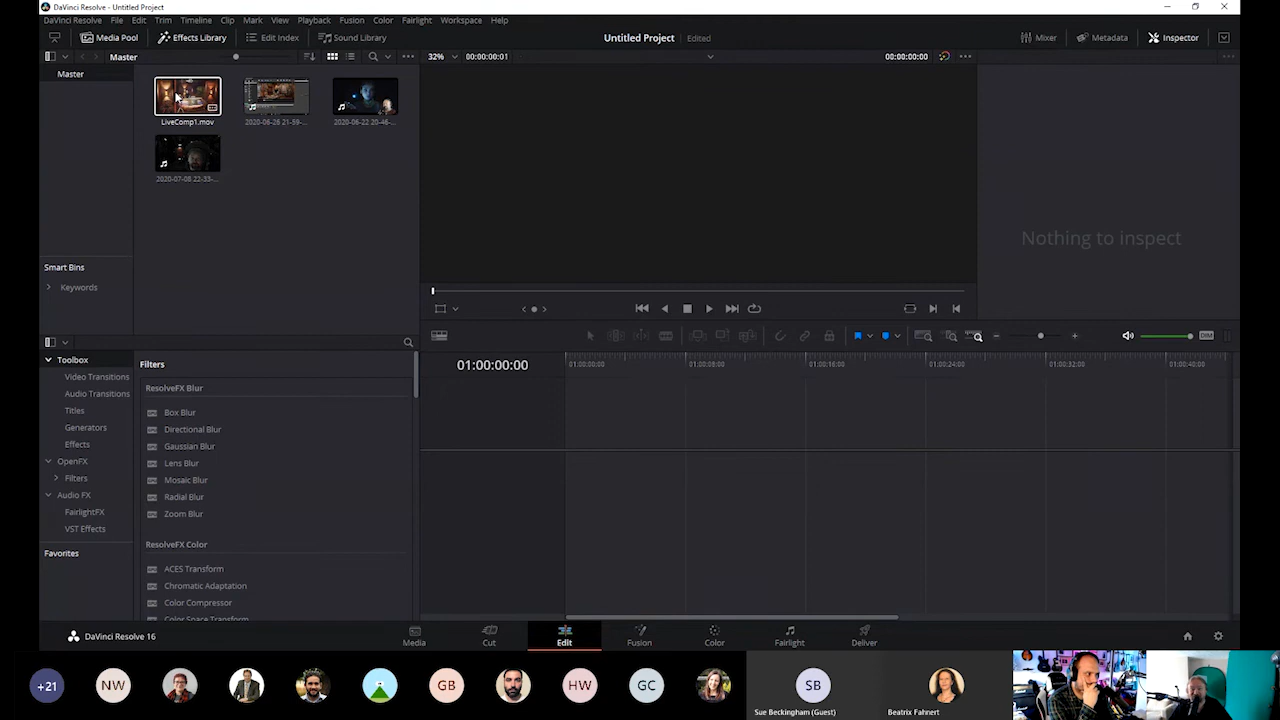 DaVinci Resolve - Untitled Project
DaVinci Resolve File Edit Trim Timeline Clip Mark View Playback Fusion Color Fairlight Workspace Help
Media Pool Effects Library Edit Index Sound Library Untitled Project Edited Mixer Metadata Inspector
Master 32% 00:00:00:01 00:00:00:00
Master
LiveComp1.mov 2020-06-26 21-59-... 2020-06-22 20-46-...
2020-07-08 22-33-...
Nothing to inspect
Smart Bins
Keywords
Toolbox
Video Transitions
Audio Transitions
Titles
Generators
Effects
OpenFX
Filters
Audio FX
FairlightFX
VST Effects
Favorites
Filters
ResolveFX Blur
Box Blur
Directional Blur
Gaussian Blur
Lens Blur
Mosaic Blur
Radial Blur
Zoom Blur
ResolveFX Color
ACES Transform
Chromatic Adaptation
Color Compressor
Color Space Transform
DIM
01:00:00:00 01:00:00:00 01:00:08:00 01:00:16:00 01:00:24:00 01:00:32:00 01:00:40:00
DaVinci Resolve 16 Media Cut Edit Fusion Color Fairlight Deliver
+21 NW GB HW GC SB
Sue Beckingham (Guest) Beatrix Fahnert